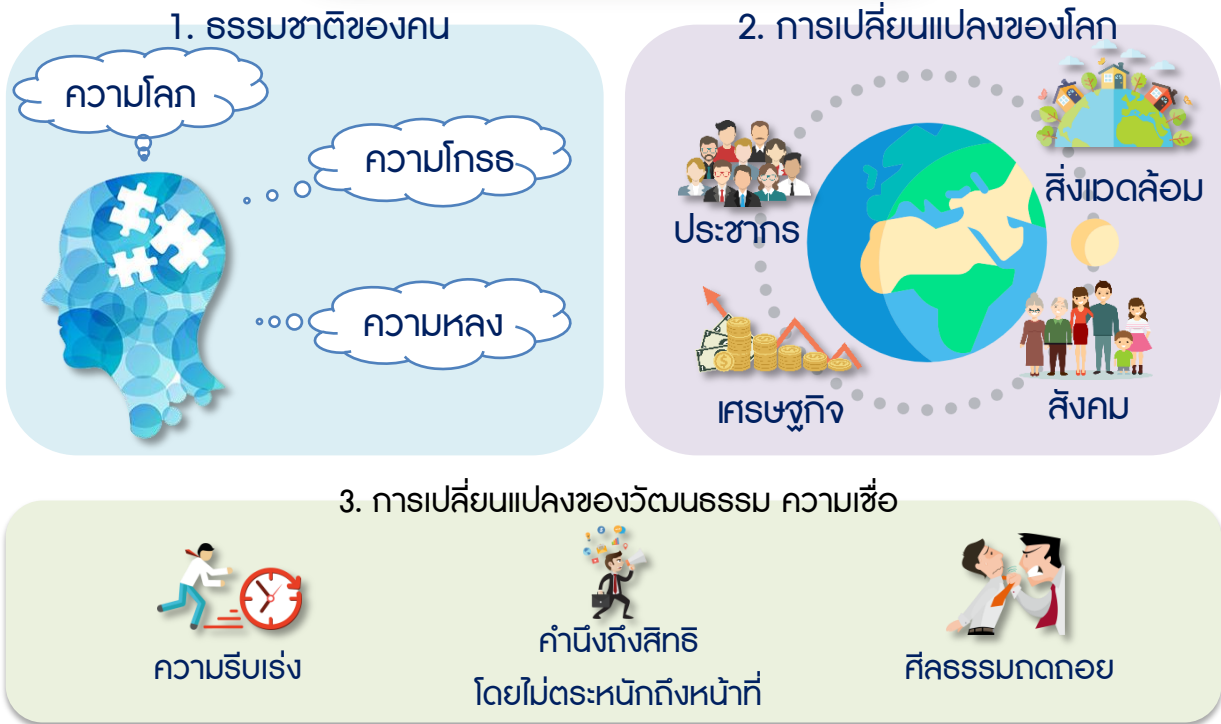 1. ธรรมชาติของคน
ความโลภ
ความโกรธ
ความหลง
2. การเปลี่ยนแปลงของโลก
ประชากร
สิ่งแวดล้อม
เศรษฐกิจ
สังคม
3. การเปลี่ยนแปลงของวัฒนธรรม ความเชื่อ
ความรีบเร่ง
คำนึงถึงสิทธิ
โดยไม่ตระหนักถึงหน้าที่
ศีลธรรมถดถอย